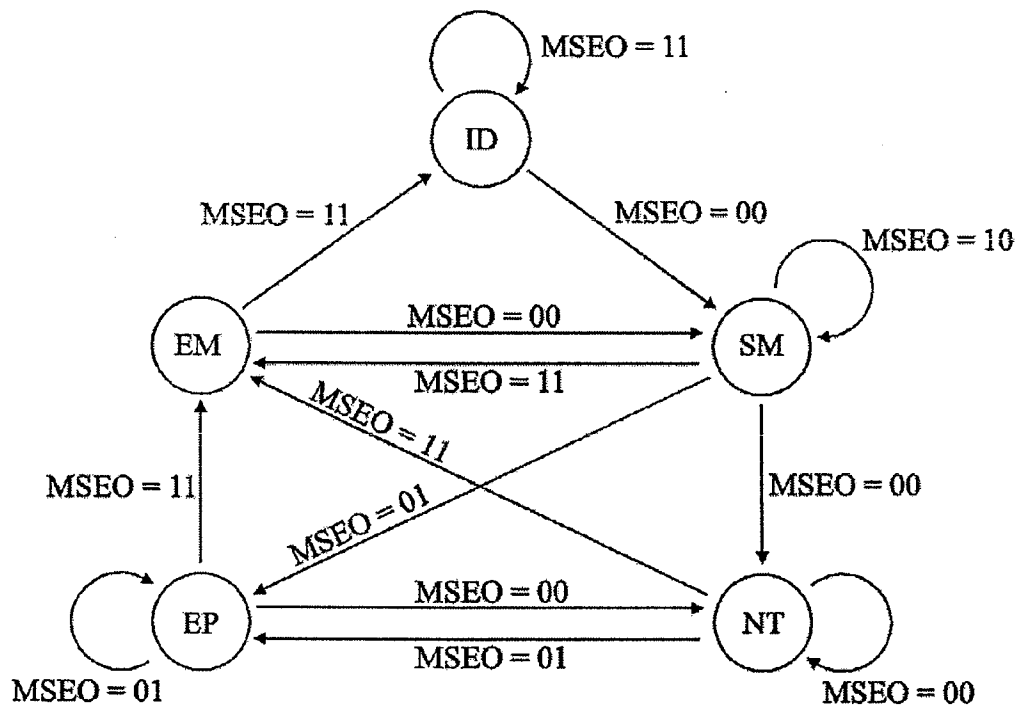 MSEO = 11
ID
MSEO = 11
MSEO = 00
MSEO = 10
EM
MSEO = 00
SM
MSEO = 11
MSEO = 11
MSEO = 11
MSEO = 01
MSEO = 00
EP
MSEO = 00
NT
MSEO = 01
MSEO = 01
MSEO = 00